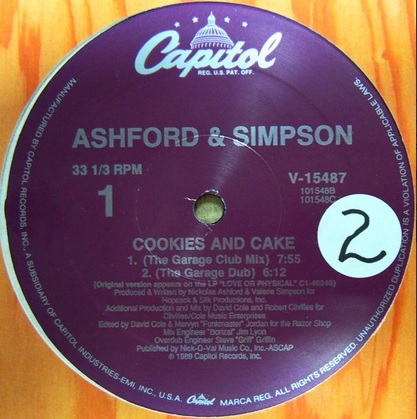 Capitol
REG. U.S. PAT. OFF.
ASHFORD & SIMPSON
33 1/3 RPM
V-15487
1
101548B
101548C
2
COOKIES AND CAKE
1. (The Garage Club Mix) 7:55
2. (The Garage Dub) 6:12
[Original version appears on the LP "LOVE OR PHYSICAL" C1-46946]
Produced & Written by Nicholas Ashford & Valerie Simpson for
Hopsack & Silk Productions, Inc.
Additional Production and Mix by David Cole and Robert Clivilles for
Clivilles/Cole Music Enterprises
Edited by David Cole & Mervyn "Funkmaster" Jordan for the Razor Shop
Mix Engineer "Bonzai" Jim Lyon
Overdub Engineer Steve "Griff" Griffin
Published by Nick-O-Val Music Co., Inc.-ASCAP
© 1989 Capitol Records, Inc.
MANUFACTURED BY CAPITOL RECORDS, INC., A SUBSIDIARY OF CAPITOL INDUSTRIES-EMI, INC., U.S.A. MARCA REG. ALL RIGHTS RESERVED. UNAUTHORIZED DUPLICATION IS A VIOLATION OF APPLICABLE LAWS.